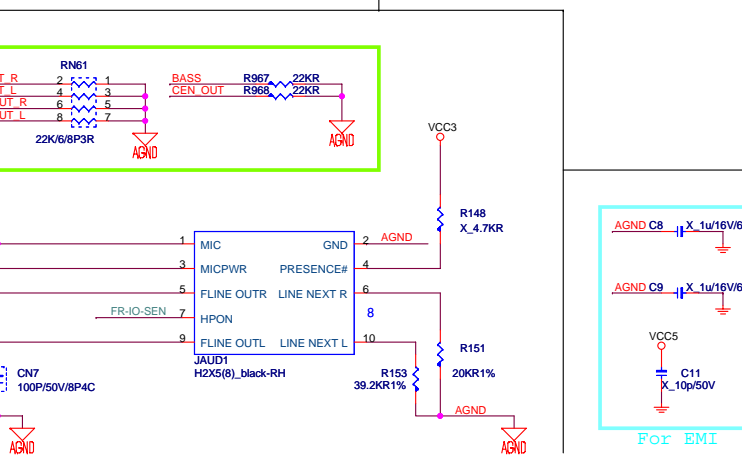 RN61
T_R 2 1
T_L 4 3
UT_R 6 5
UT_L 8 7
22K/6/8P3R
AGND
BASS R967 22KR
CEN_OUT R968 22KR
AGND
VCC3
R148
X_4.7KR
1 MIC GND 2 AGND
3 MICPWR PRESENCE# 4
5 FLINE OUTR LINE NEXT R 6
FR-IO-SEN 7 HPON 8
9 FLINE OUTL LINE NEXT L 10
JAUD1
H2X5(8)_black-RH
CN7
100P/50V/8P4C
R153
39.2KR1%
R151
20KR1%
AGND
AGND
AGND
AGND C8 X_1u/16V/6
AGND C9 X_1u/16V/6
VCC5
C11
X_10p/50V
For EMI